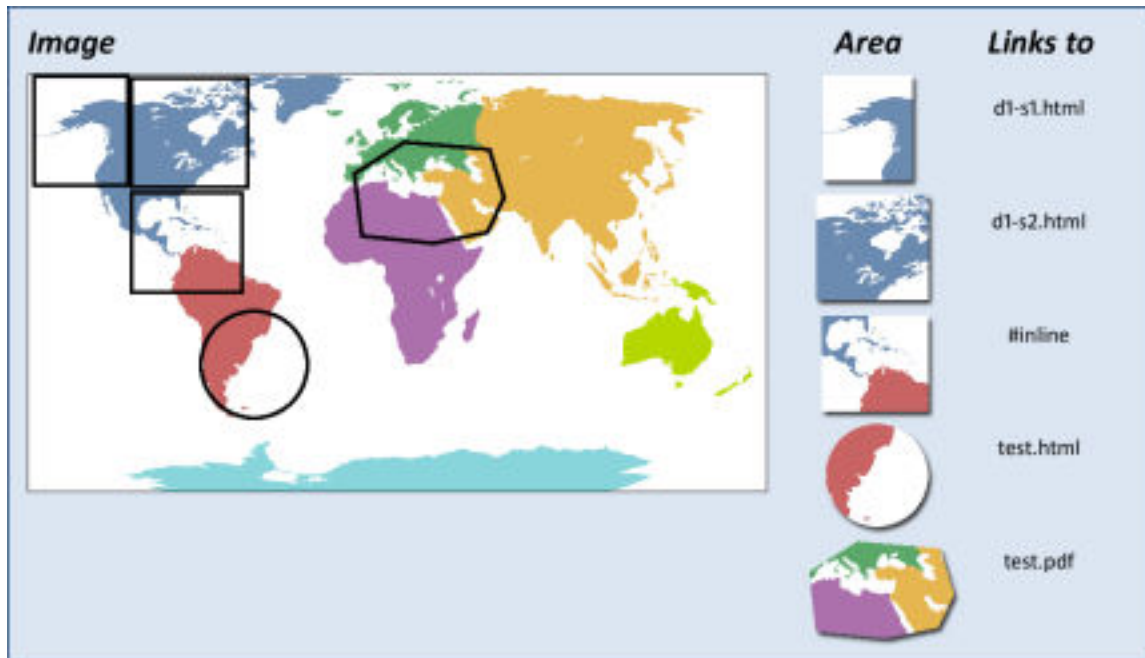 Image
Area
Links to
d1-s1.html
d1-s2.html
#inline
test.html
test.pdf